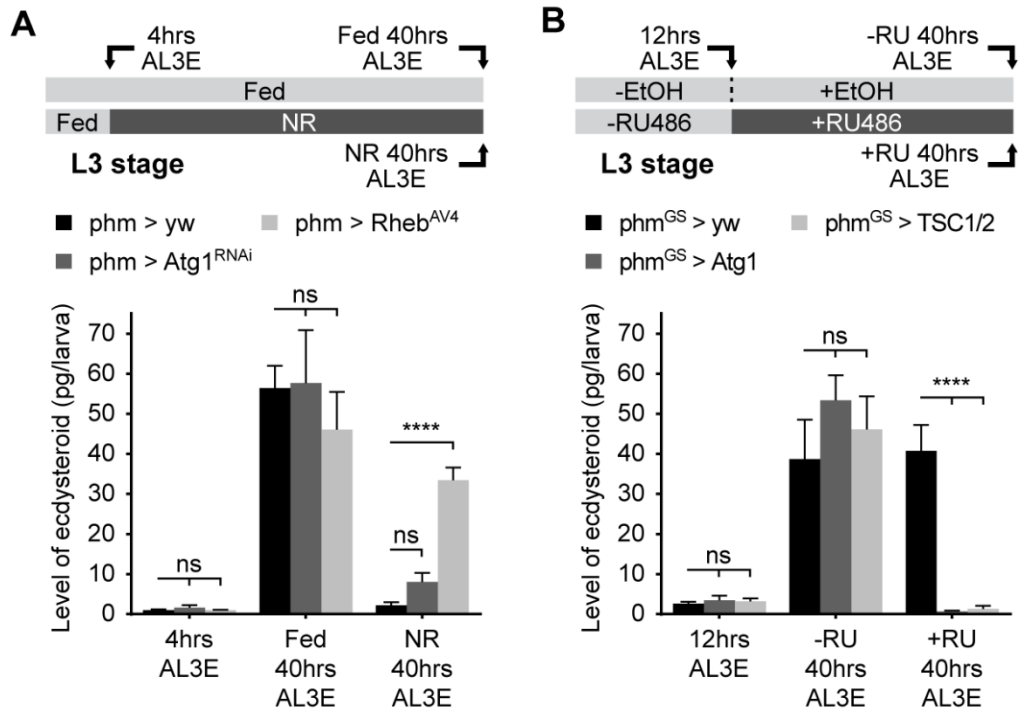 A
4hrs
AL3E
Fed 40hrs
AL3E
Fed
Fed
NR
L3 stage
NR 40hrs
AL3E
phm > yw
phm > Rheb^AV4
phm > Atg1^RNAi
Level of ecdysteroid (pg/larva)
70
60
50
40
30
20
10
0
ns
ns
ns
****
4hrs
AL3E
Fed
40hrs
AL3E
NR
40hrs
AL3E
B
12hrs
AL3E
-RU 40hrs
AL3E
-EtOH
+EtOH
-RU486
+RU486
L3 stage
+RU 40hrs
AL3E
phm^GS > yw
phm^GS > TSC1/2
phm^GS > Atg1
Level of ecdysteroid (pg/larva)
70
60
50
40
30
20
10
0
ns
ns
****
12hrs
AL3E
-RU
40hrs
AL3E
+RU
40hrs
AL3E